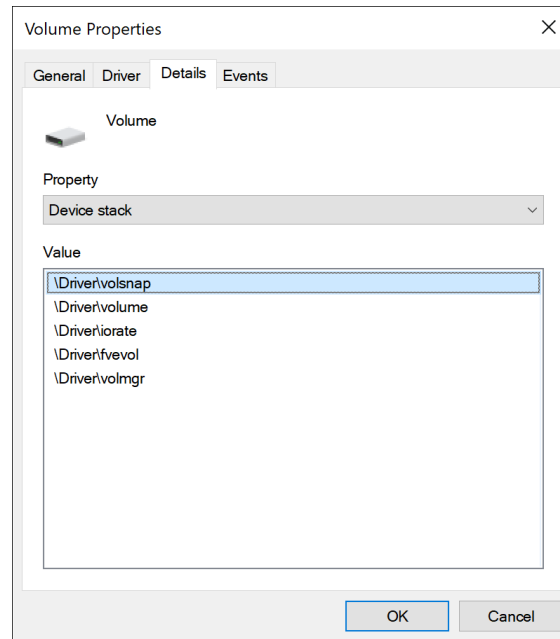 Volume Properties
General Driver Details Events
Volume
Property
Device stack
Value
\Driver\volsnap
\Driver\volume
\Driver\iorate
\Driver\fvevol
\Driver\volmgr
OK Cancel